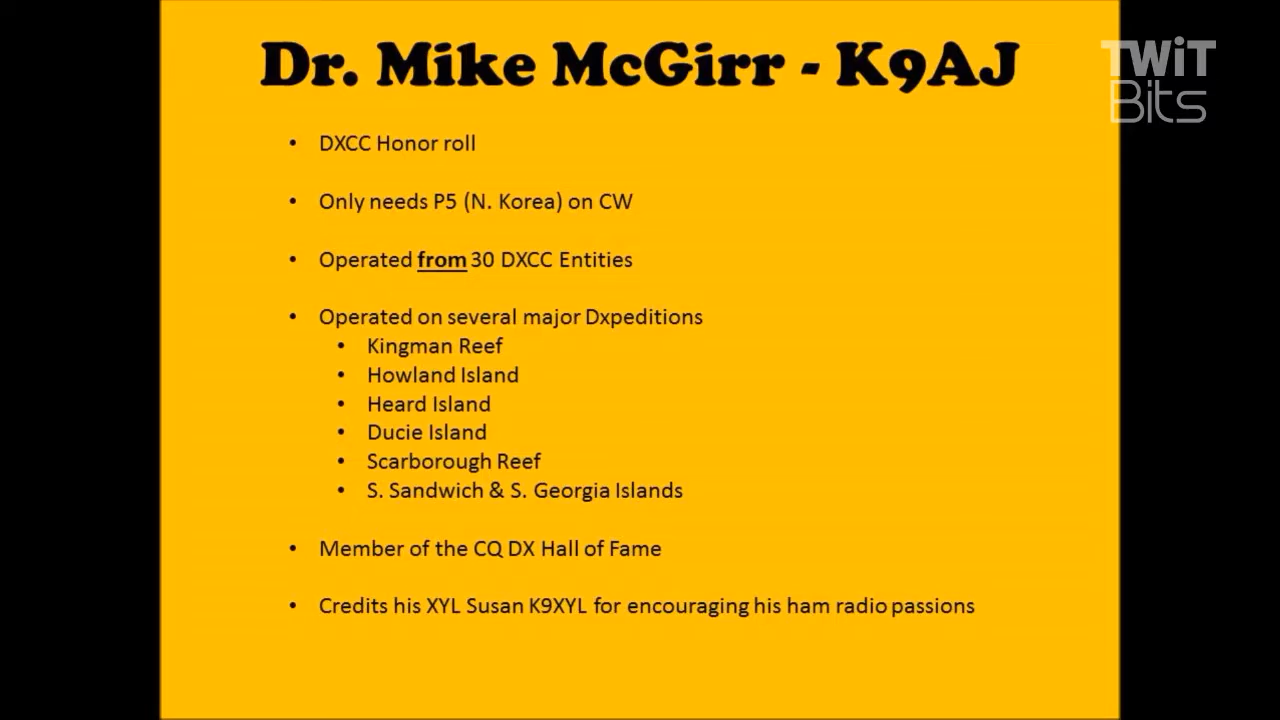 Dr. Mike McGirr - K9AJ
TWiT
Bits
• DXCC Honor roll
• Only needs P5 (N. Korea) on CW
• Operated from 30 DXCC Entities
• Operated on several major Dxpeditions
• Kingman Reef
• Howland Island
• Heard Island
• Ducie Island
• Scarborough Reef
• S. Sandwich & S. Georgia Islands
• Member of the CQ DX Hall of Fame
• Credits his XYL Susan K9XYL for encouraging his ham radio passions